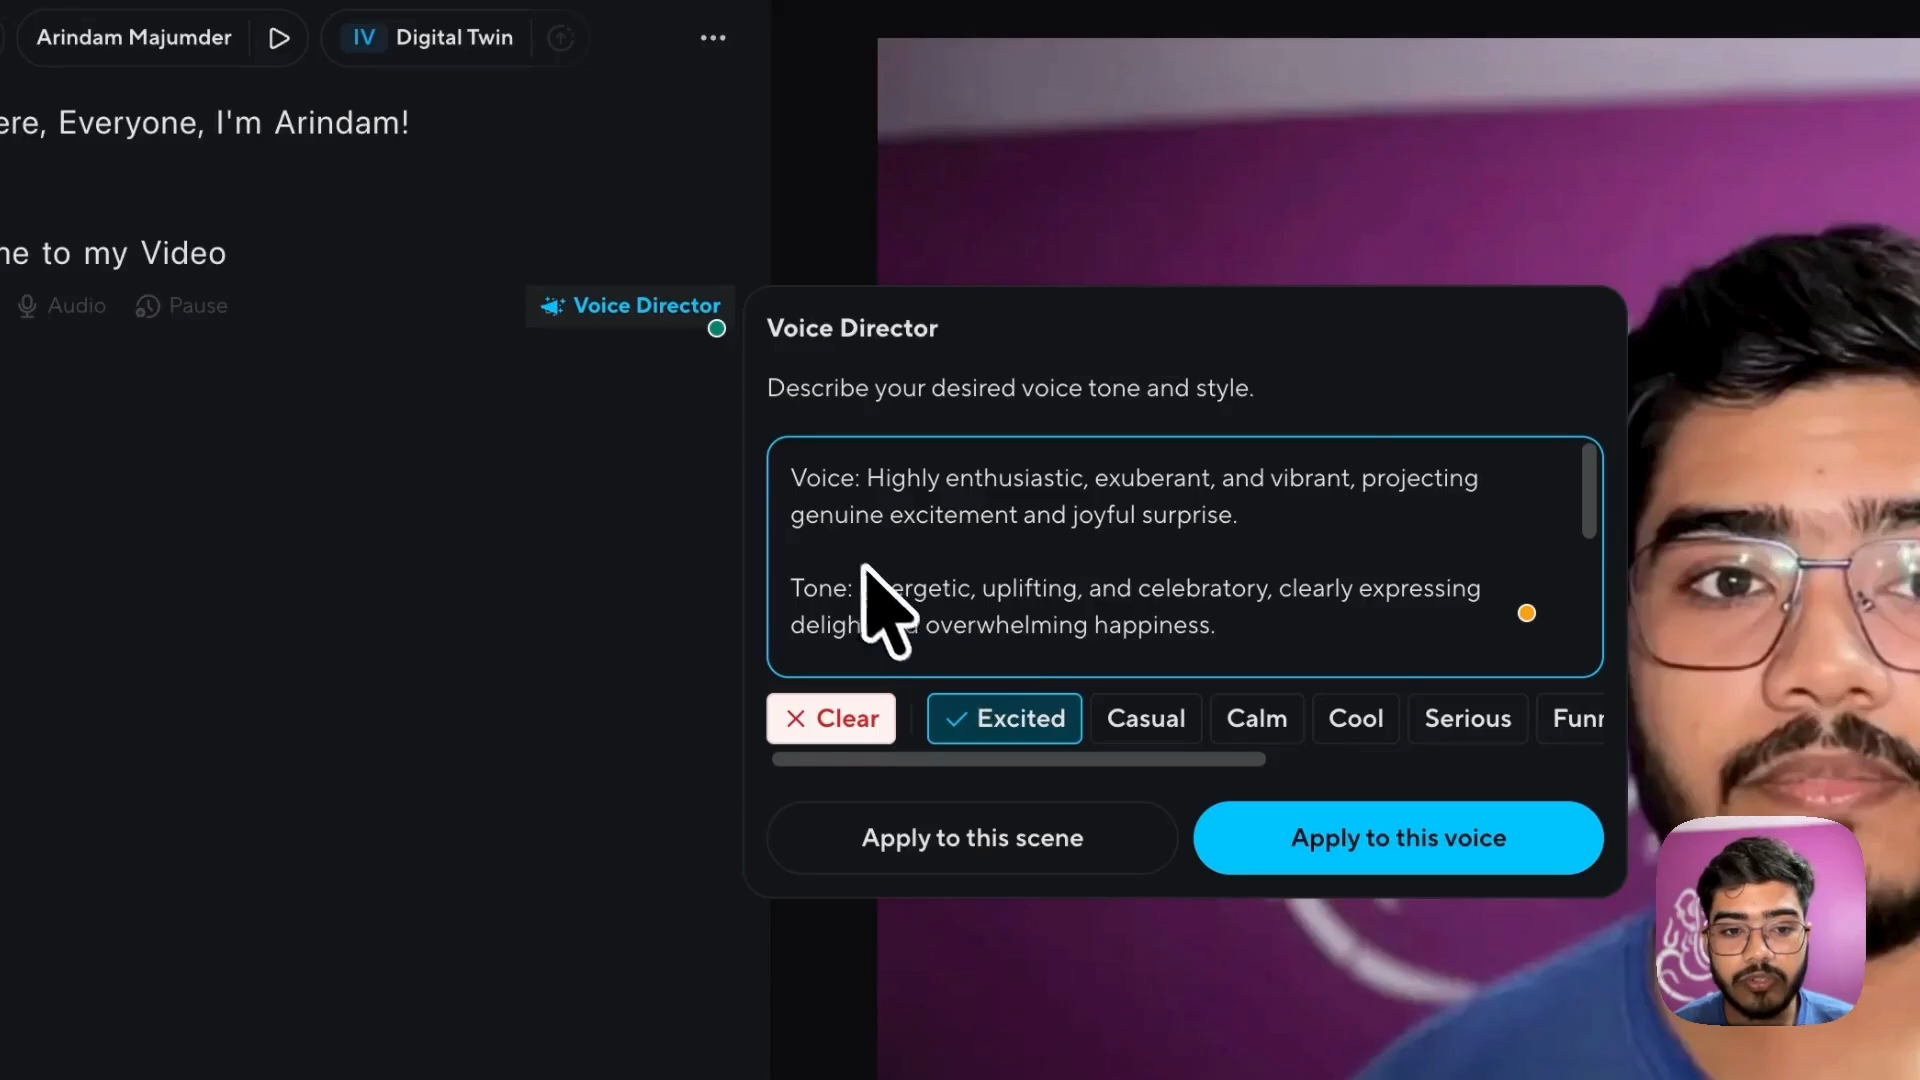 Arindam Majumder
IV Digital Twin
ere, Everyone, I'm Arindam!
ne to my Video
Audio
Pause
Voice Director
Voice Director
Describe your desired voice tone and style.
Voice: Highly enthusiastic, exuberant, and vibrant, projecting
genuine excitement and joyful surprise.
Tone: ergetic, uplifting, and celebratory, clearly expressing
deligh overwhelming happiness.
Clear
Excited
Casual
Calm
Cool
Serious
Funn
Apply to this scene
Apply to this voice